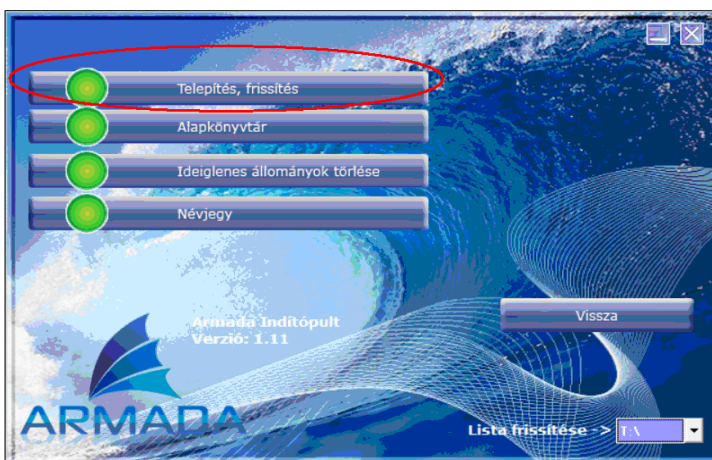 Telepítés, frissítés
Alapkönyvtár
Ideiglenes állományok törlése
Névjegy
Armada Indítópult
Verzió: 1.11
Vissza
ARMADA
Lista frissítése -> T:\